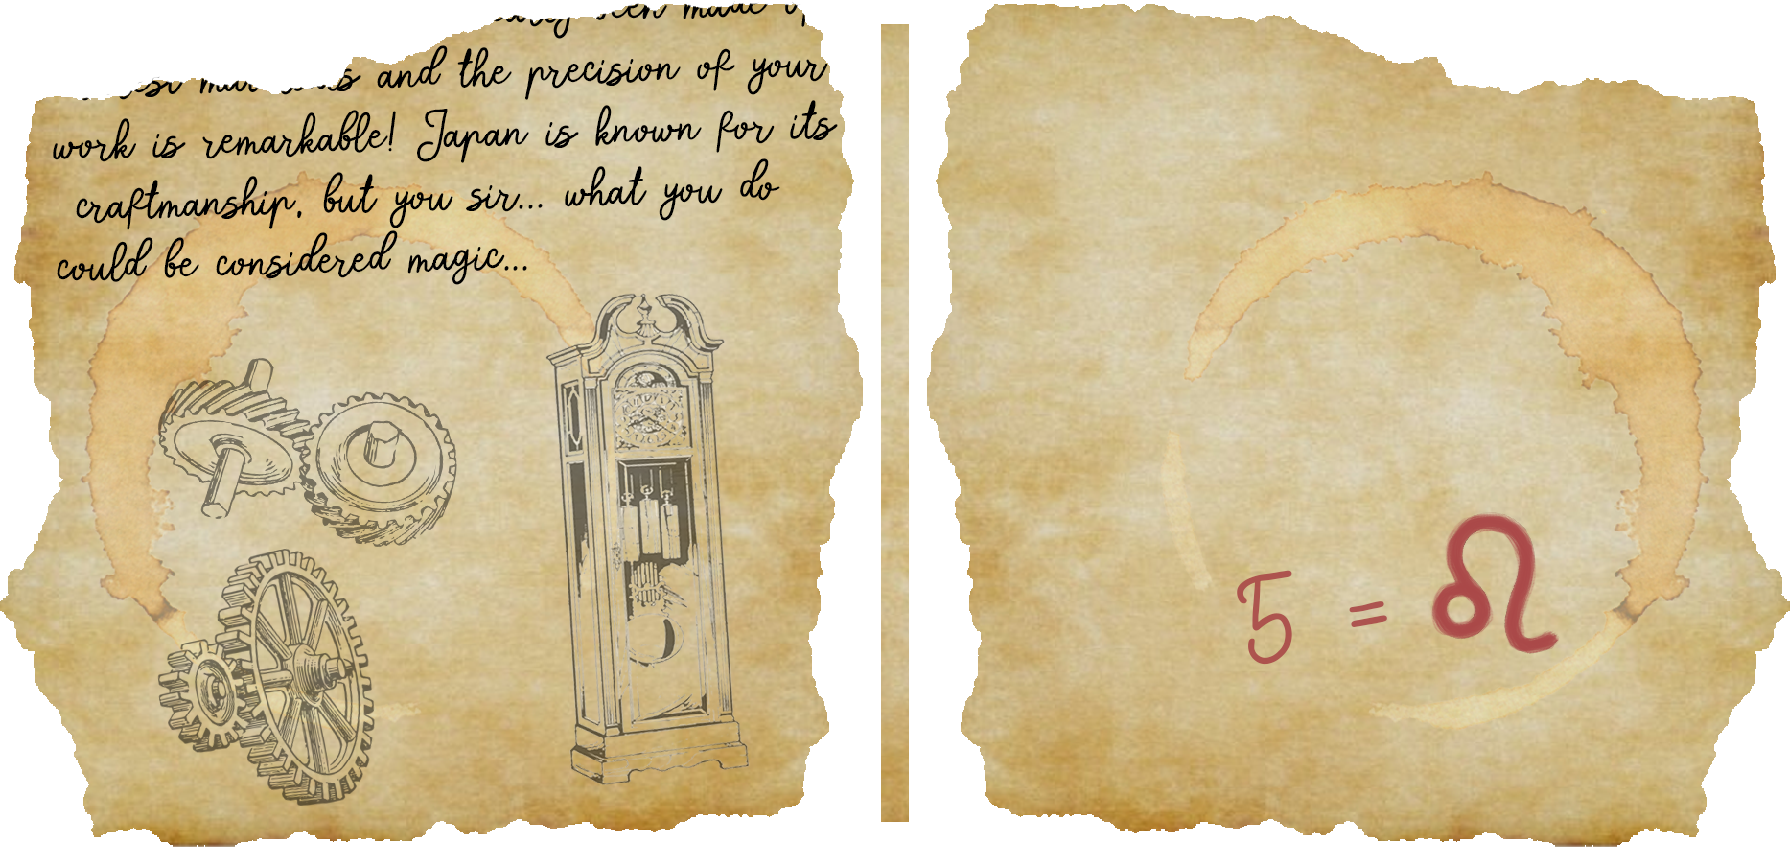 made
and the precision of your
work is remarkable! Japan is known for its
craftmanship, but you sir... what you do
could be considered magic...
5 = ♌